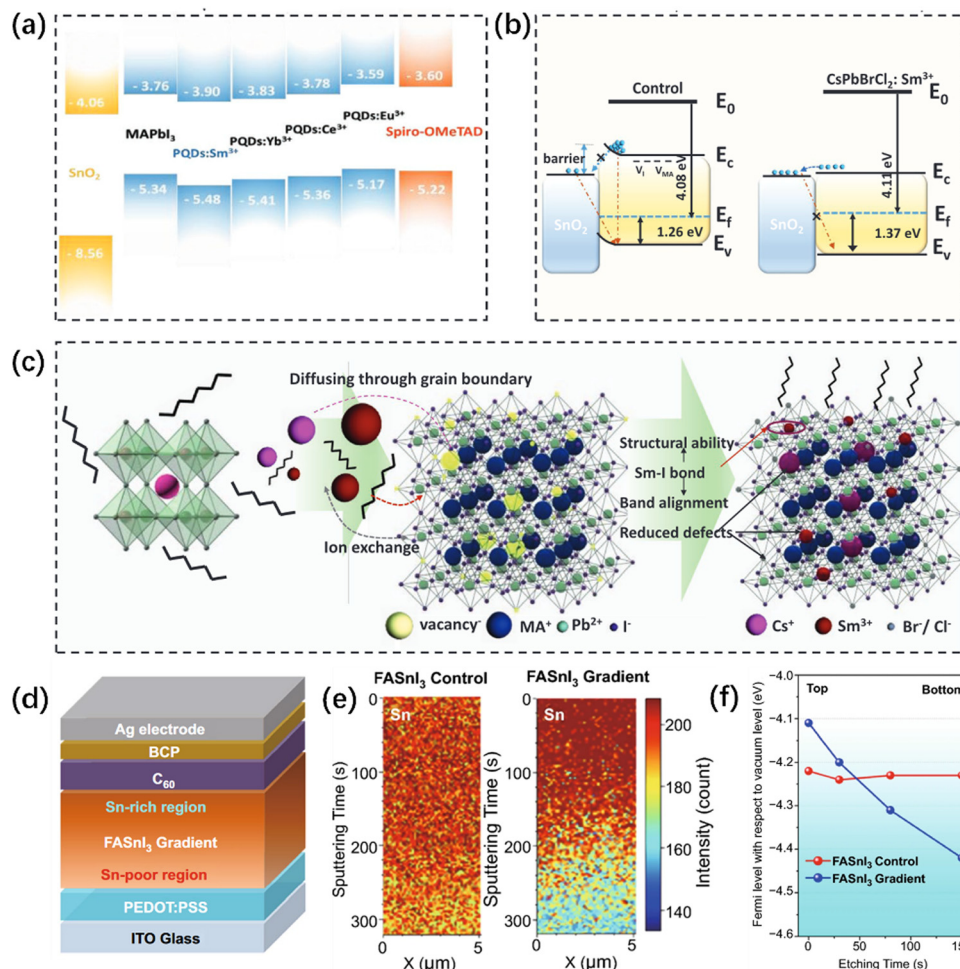 (a)
- 4.06
SnO2
- 8.56
- 3.76
MAPbI3
- 5.34
- 3.90
PQDs:Sm3+
- 5.48
- 3.83
PQDs:Yb3+
- 5.41
- 3.78
PQDs:Ce3+
- 5.36
- 3.59
PQDs:Eu3+
- 5.17
- 3.60
Spiro-OMeTAD
- 5.22
(b)
Control
E0
barrier
Ec
VI VMA
4.08 eV
SnO2
Ef
1.26 eV
Ev
CsPbBrCl2: Sm3+
E0
Ec
4.11 eV
SnO2
Ef
1.37 eV
Ev
(c)
Diffusing through grain boundary
Ion exchange
Structural ability
Sm-I bond
Band alignment
Reduced defects
vacancy- MA+ Pb2+ I-
Cs+ Sm3+ Br-/ Cl-
(d)
Ag electrode
BCP
C60
Sn-rich region
FASnI3 Gradient
Sn-poor region
PEDOT:PSS
ITO Glass
(e)
FASnI3 Control
Sn
Sputtering Time (s)
0
100
200
300
0 5
X (μm)
FASnI3 Gradient
Sn
Sputtering Time (s)
0
100
200
300
0 5
X (μm)
200
180
160
140
Intensity (count)
(f)
Top Bottom
Fermi level with respect to vacuum level (eV)
−4.0
−4.1
−4.2
−4.3
−4.4
−4.5
−4.6
FASnI3 Control
FASnI3 Gradient
0 50 100
Etching Time (s)